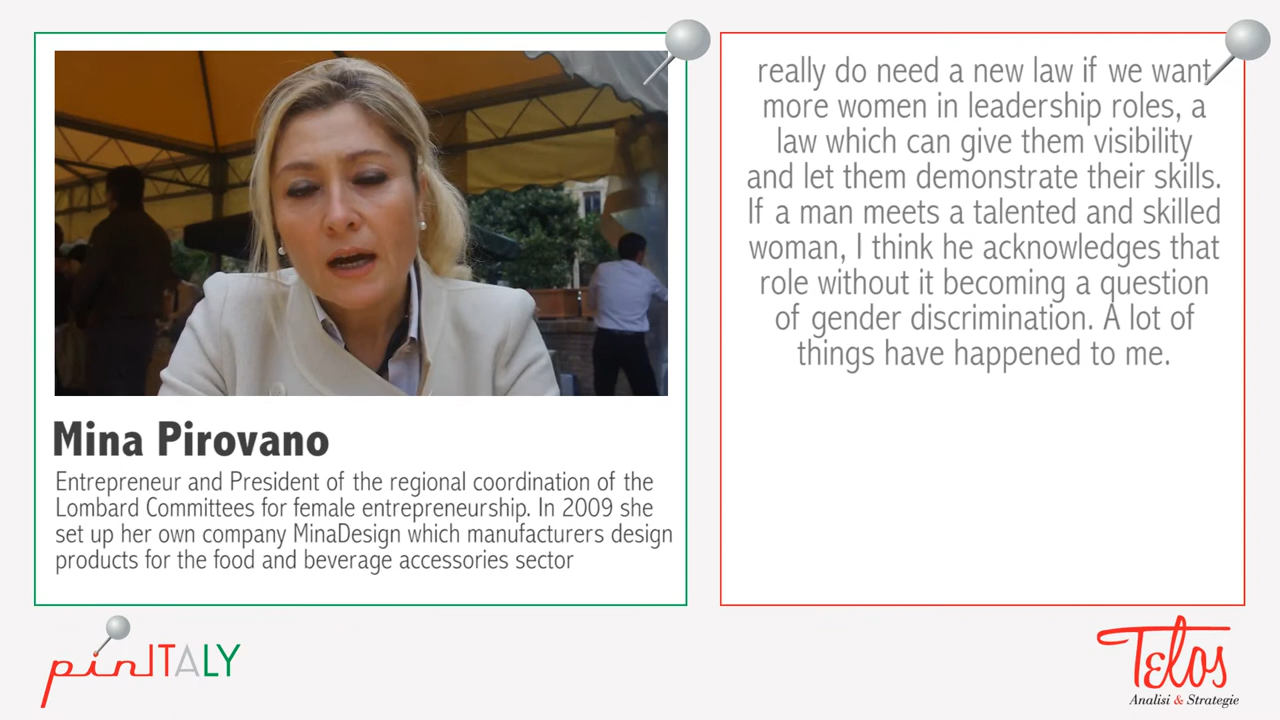 Mina Pirovano
Entrepreneur and President of the regional coordination of the
Lombard Committees for female entrepreneurship. In 2009 she
set up her own company MinaDesign which manufacturers design
products for the food and beverage accessories sector
really do need a new law if we want
more women in leadership roles, a
law which can give them visibility
and let them demonstrate their skills.
If a man meets a talented and skilled
woman, I think he acknowledges that
role without it becoming a question
of gender discrimination. A lot of
things have happened to me.
pinITALY
Telos
Analisi & Strategie